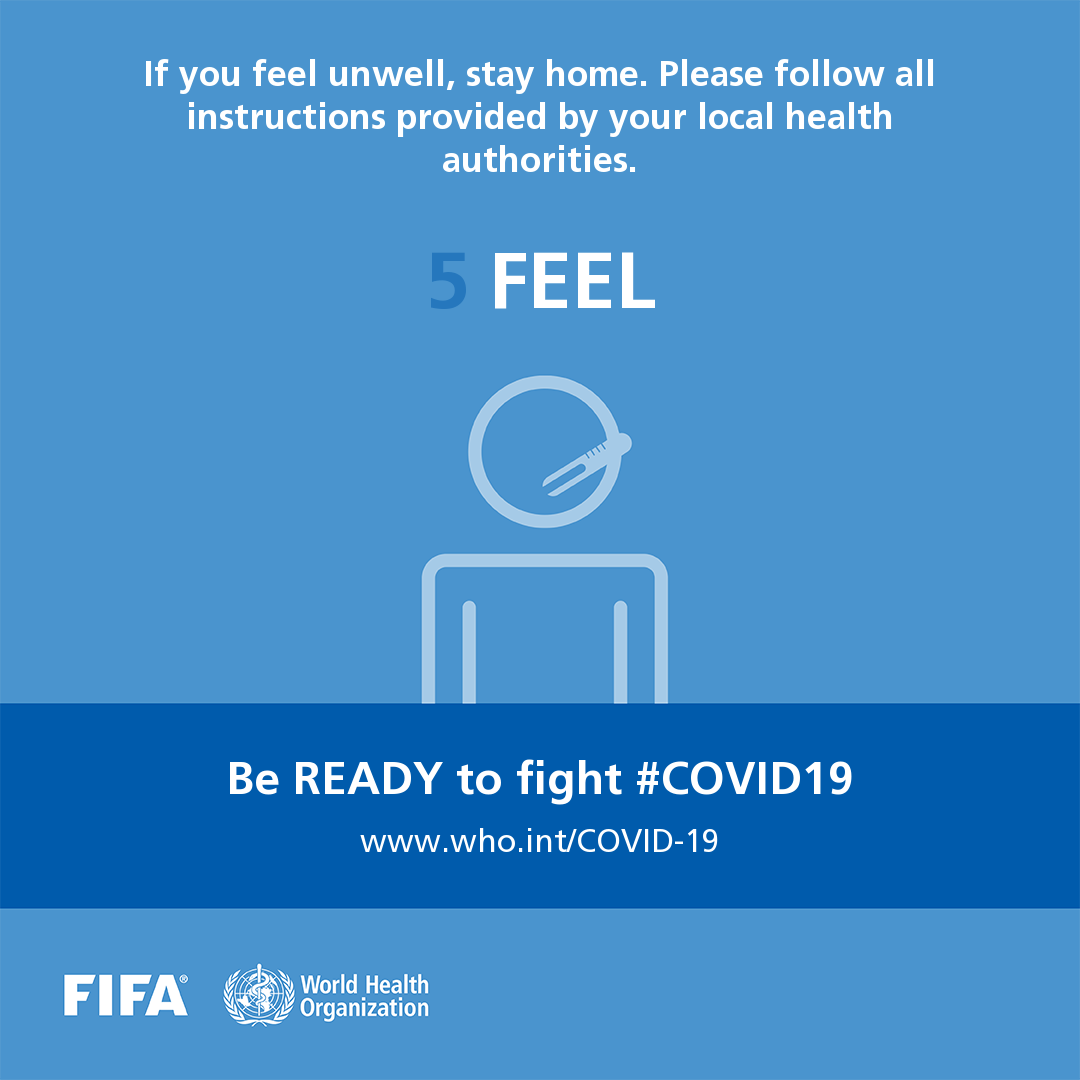 If you feel unwell, stay home. Please follow all
instructions provided by your local health
authorities.
5 FEEL
Be READY to fight #COVID19
www.who.int/COVID-19
FIFA®
World Health
Organization